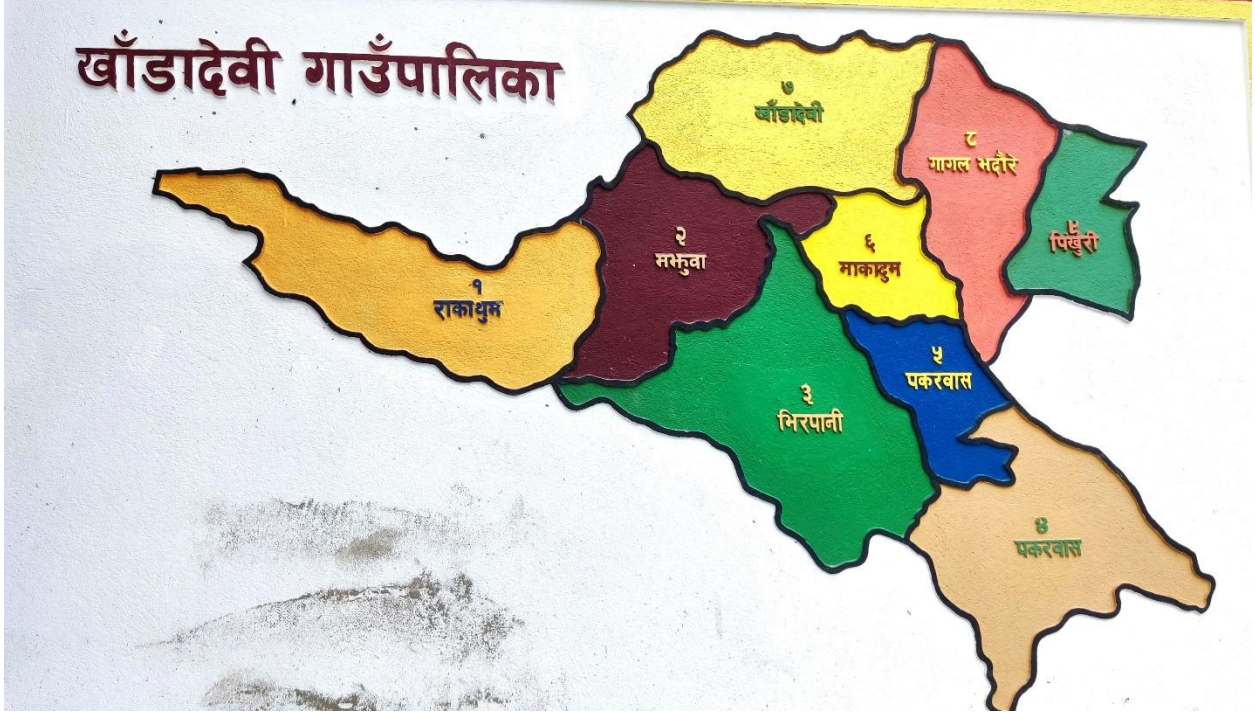 खाँडादेवी गाउँपालिका
७
खाँडादेवी
८
गागल भदौरे
९
पिखुरी
२
मझुवा
६
माकादुम
१
राकाथुम
५
पकरवास
३
भिरपानी
४
पकरवास